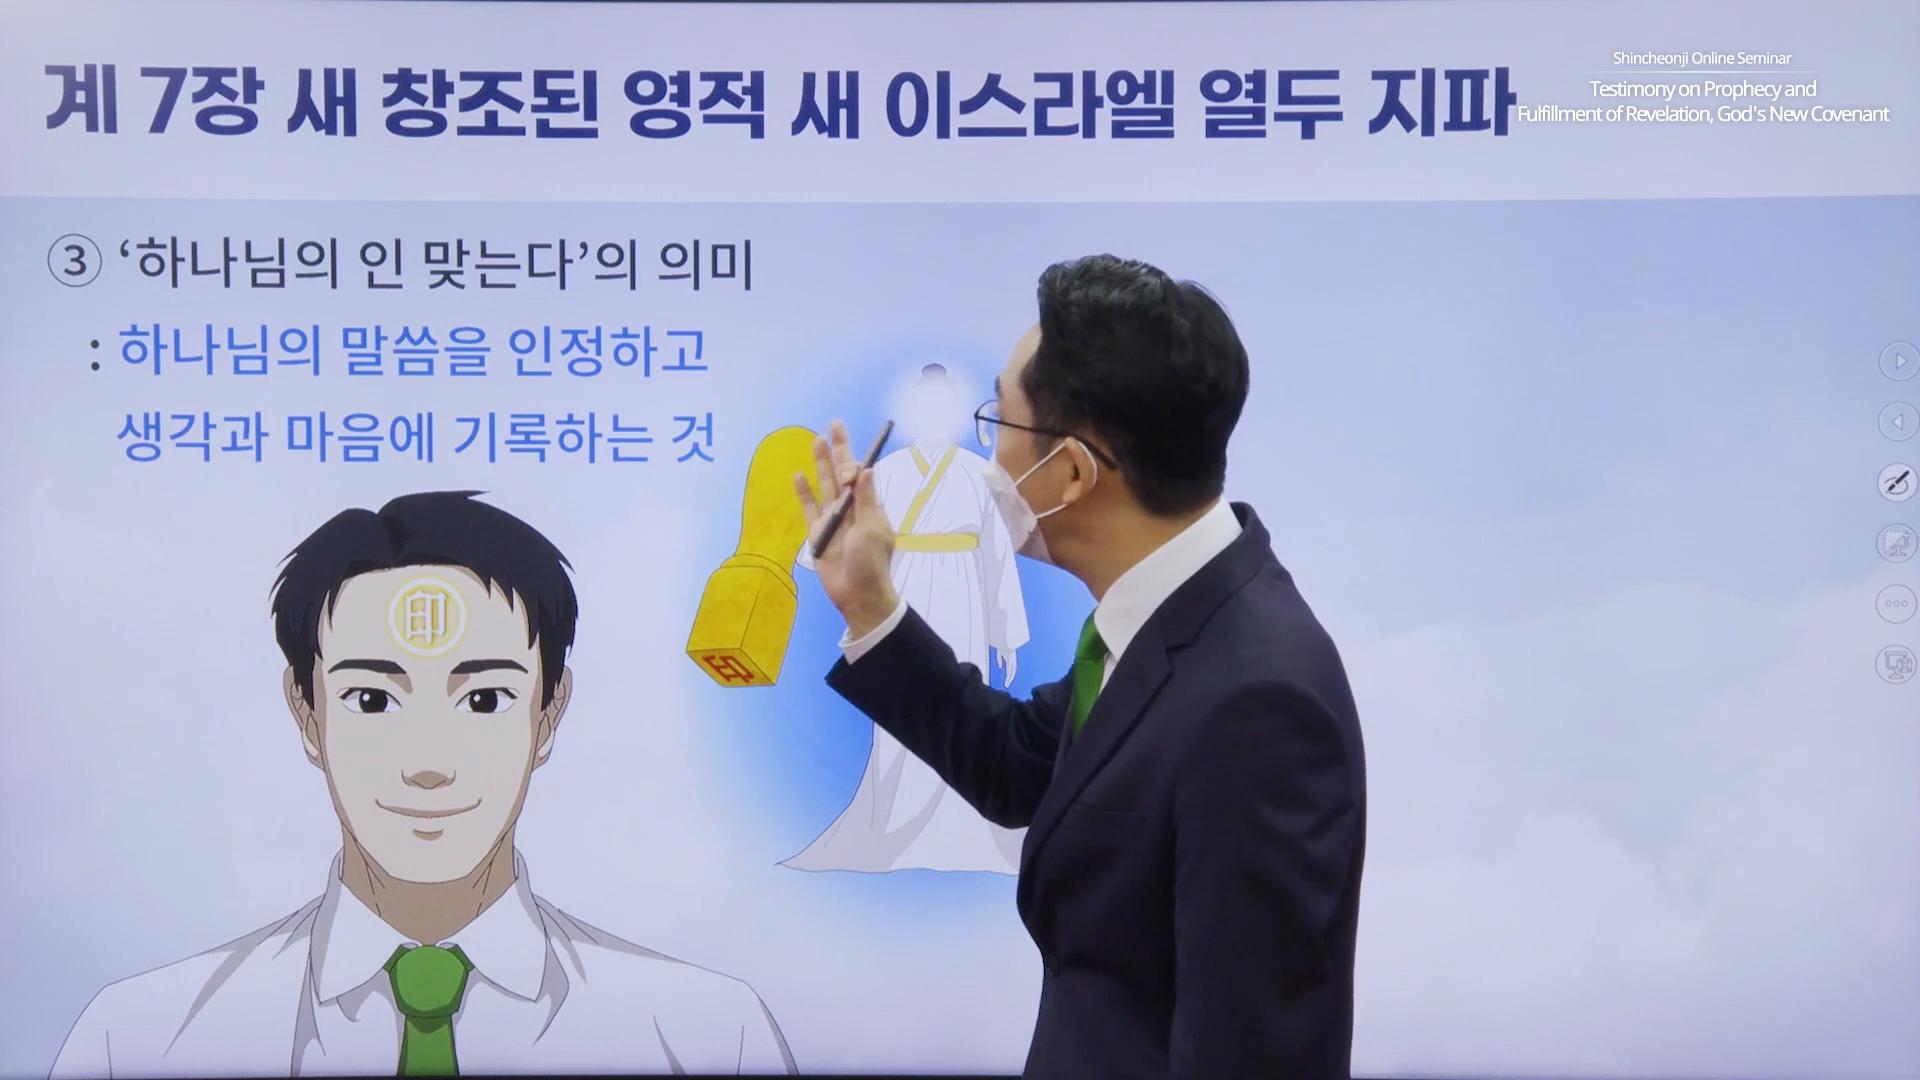 계 7장 새 창조된 영적 새 이스라엘 열두 지파
Shincheonji Online Seminar
Testimony on Prophecy and
Fulfillment of Revelation, God's New Covenant
③ ‘하나님의 인 맞는다’의 의미
: 하나님의 말씀을 인정하고
생각과 마음에 기록하는 것
印
印